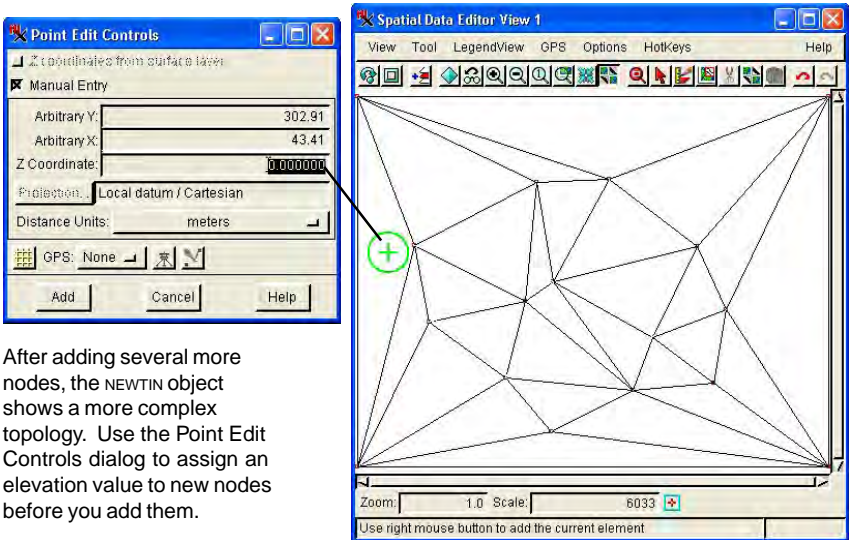 Point Edit Controls
Z coordinates from surface layer
Manual Entry
Arbitrary Y: 302.91
Arbitrary X: 43.41
Z Coordinate: 0.000000
Projection... Local datum / Cartesian
Distance Units: meters
GPS: None
Add Cancel Help
After adding several more
nodes, the NEWTIN object
shows a more complex
topology. Use the Point Edit
Controls dialog to assign an
elevation value to new nodes
before you add them.
Spatial Data Editor View 1
View Tool LegendView GPS Options HotKeys Help
Zoom: 1.0 Scale: 6033
Use right mouse button to add the current element